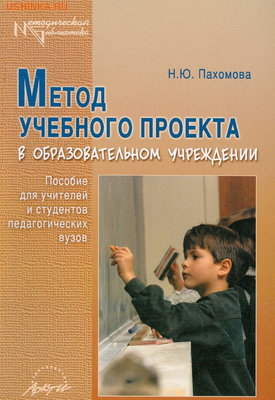 USHINKA.RU
Методическая
библиотека
Н.Ю. Пахомова
МЕТОД
УЧЕБНОГО ПРОЕКТА
В ОБРАЗОВАТЕЛЬНОМ УЧРЕЖДЕНИИ
Пособие
для учителей
и студентов
педагогических
вузов
АРКТИ